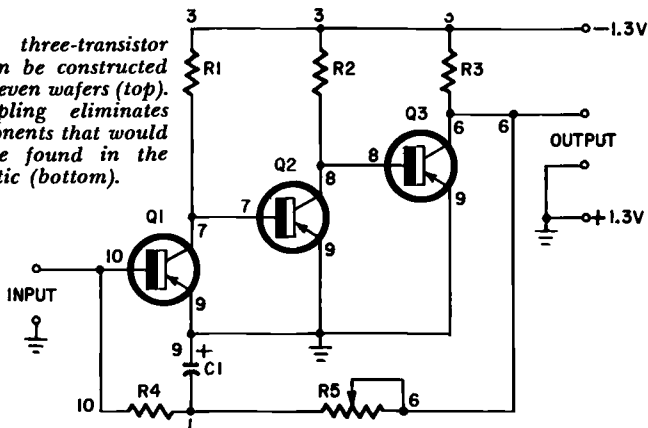 three-transistor
n be constructed
even wafers (top).
pling eliminates
onents that would
e found in the
tic (bottom).
3
3
3
−1.3V
R1
R2
R3
Q3
6
6
OUTPUT
Q2
8
8
9
+1.3V
Q1
7
7
9
10
INPUT
9
9
+
C1
R4
R5
10
1
6